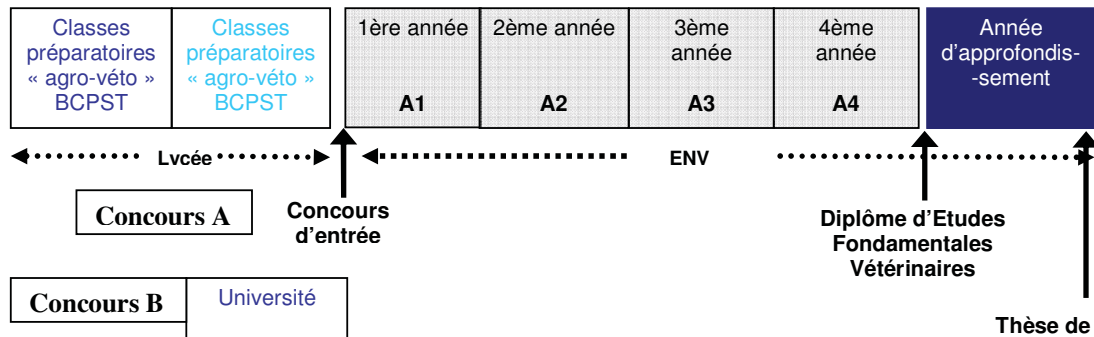 Classes
préparatoires
« agro-véto »
BCPST
Classes
préparatoires
« agro-véto »
BCPST
1ère année
A1
2ème année
A2
3ème
année
A3
4ème
année
A4
Année
d'approfondis-
-sement
Lycée
ENV
Concours A
Concours
d'entrée
Diplôme d'Etudes
Fondamentales
Vétérinaires
Concours B
Université
Thèse de